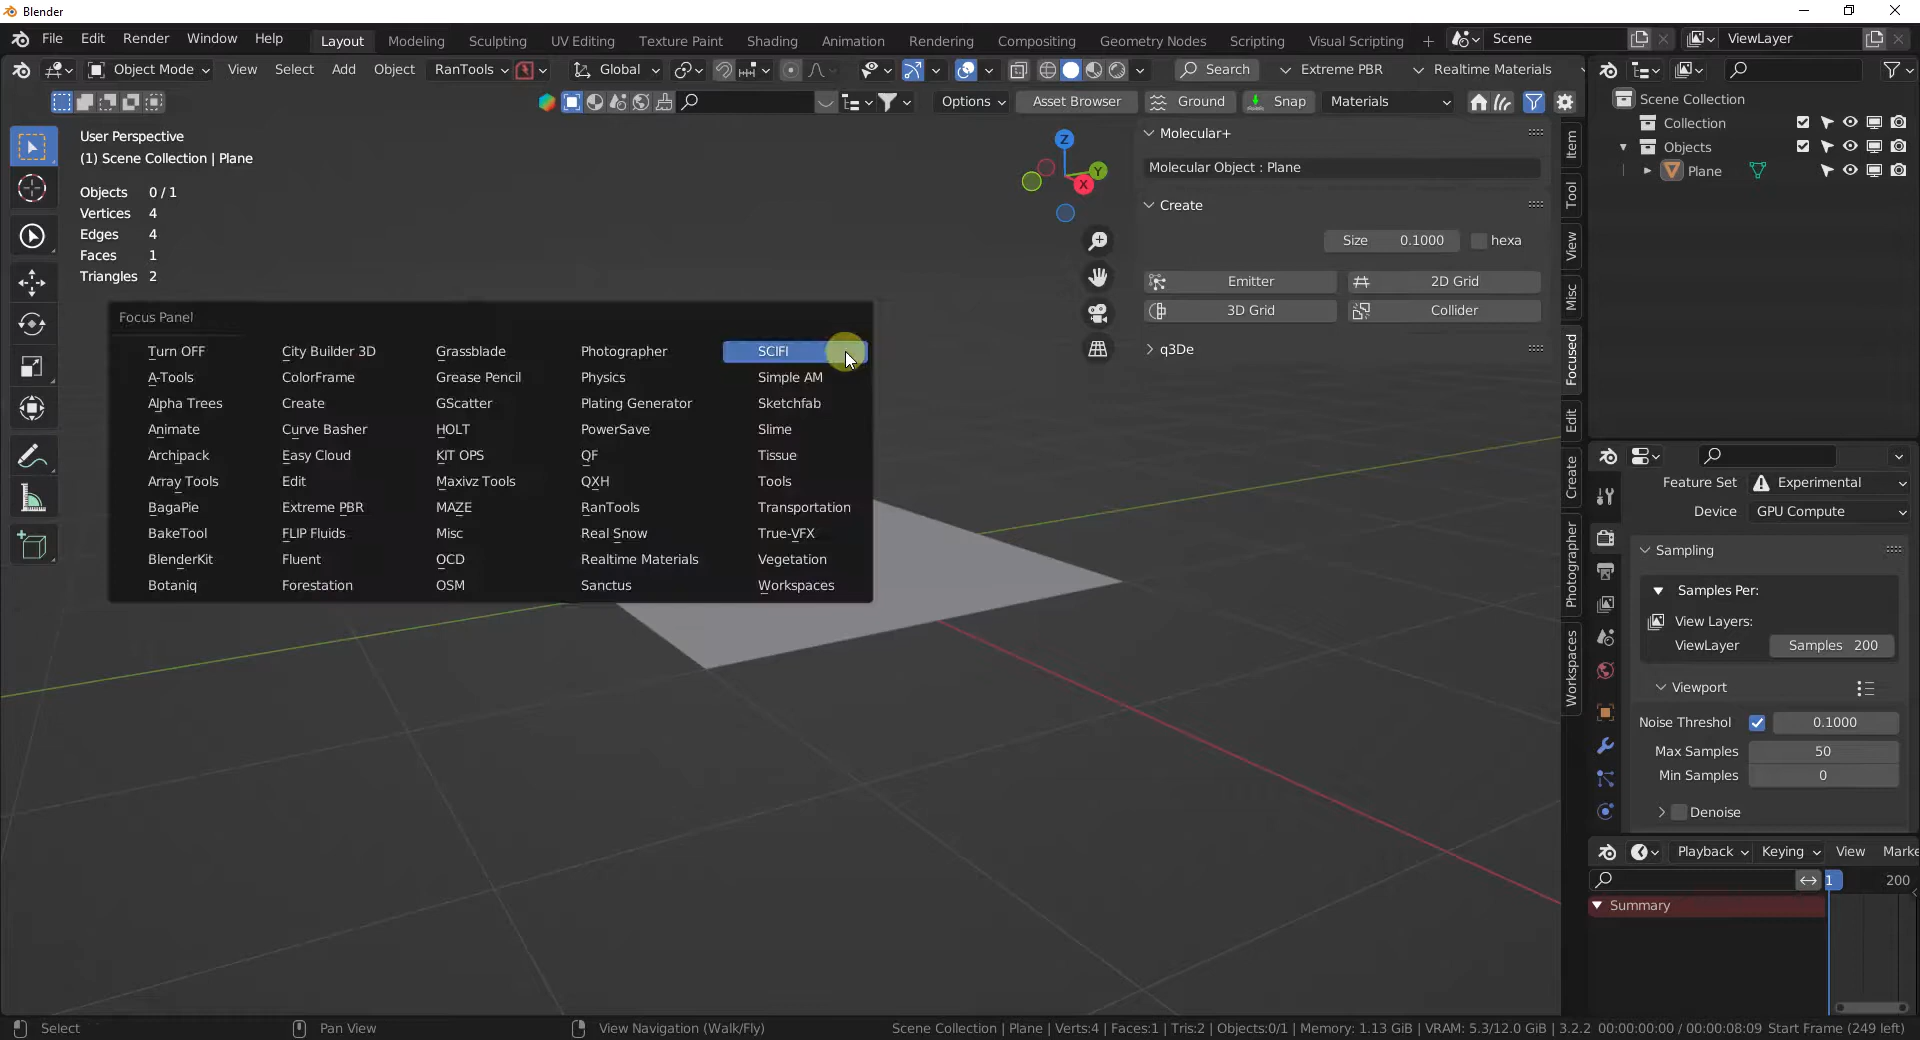 Blender
File Edit Render Window Help Layout Modeling Sculpting UV Editing Texture Paint Shading Animation Rendering Compositing Geometry Nodes Scripting Visual Scripting + Scene ViewLayer
Object Mode View Select Add Object RanTools Global Search Extreme PBR Realtime Materials
Options Asset Browser Ground Snap Materials
User Perspective
(1) Scene Collection | Plane
Objects 0 / 1
Vertices 4
Edges 4
Faces 1
Triangles 2
Z
Y
X
Focus Panel
Turn OFF City Builder 3D Grassblade Photographer SCIFI
A-Tools ColorFrame Grease Pencil Physics Simple AM
Alpha Trees Create GScatter Plating Generator Sketchfab
Animate Curve Basher HOLT PowerSave Slime
Archipack Easy Cloud KIT OPS QF Tissue
Array Tools Edit Maxivz Tools QXH Tools
BagaPie Extreme PBR MAZE RanTools Transportation
BakeTool FLIP Fluids Misc Real Snow True-VFX
BlenderKit Fluent OCD Realtime Materials Vegetation
Botaniq Forestation OSM Sanctus Workspaces
Molecular+
Molecular Object : Plane
Create
Size 0.1000 hexa
Emitter 2D Grid
3D Grid Collider
q3De
Item
Tool
View
Misc
Focused
Edit
Create
Photographer
Workspaces
Scene Collection
Collection
Objects
Plane
Feature Set Experimental
Device GPU Compute
Sampling
Samples Per:
View Layers:
ViewLayer Samples 200
Viewport
Noise Threshol 0.1000
Max Samples 50
Min Samples 0
Denoise
Playback Keying View Marke
1 200
Summary
Select Pan View View Navigation (Walk/Fly) Scene Collection | Plane | Verts:4 | Faces:1 | Tris:2 | Objects:0/1 | Memory: 1.13 GiB | VRAM: 5.3/12.0 GiB | 3.2.2 00:00:00:00 / 00:00:08:09 Start Frame (249 left)